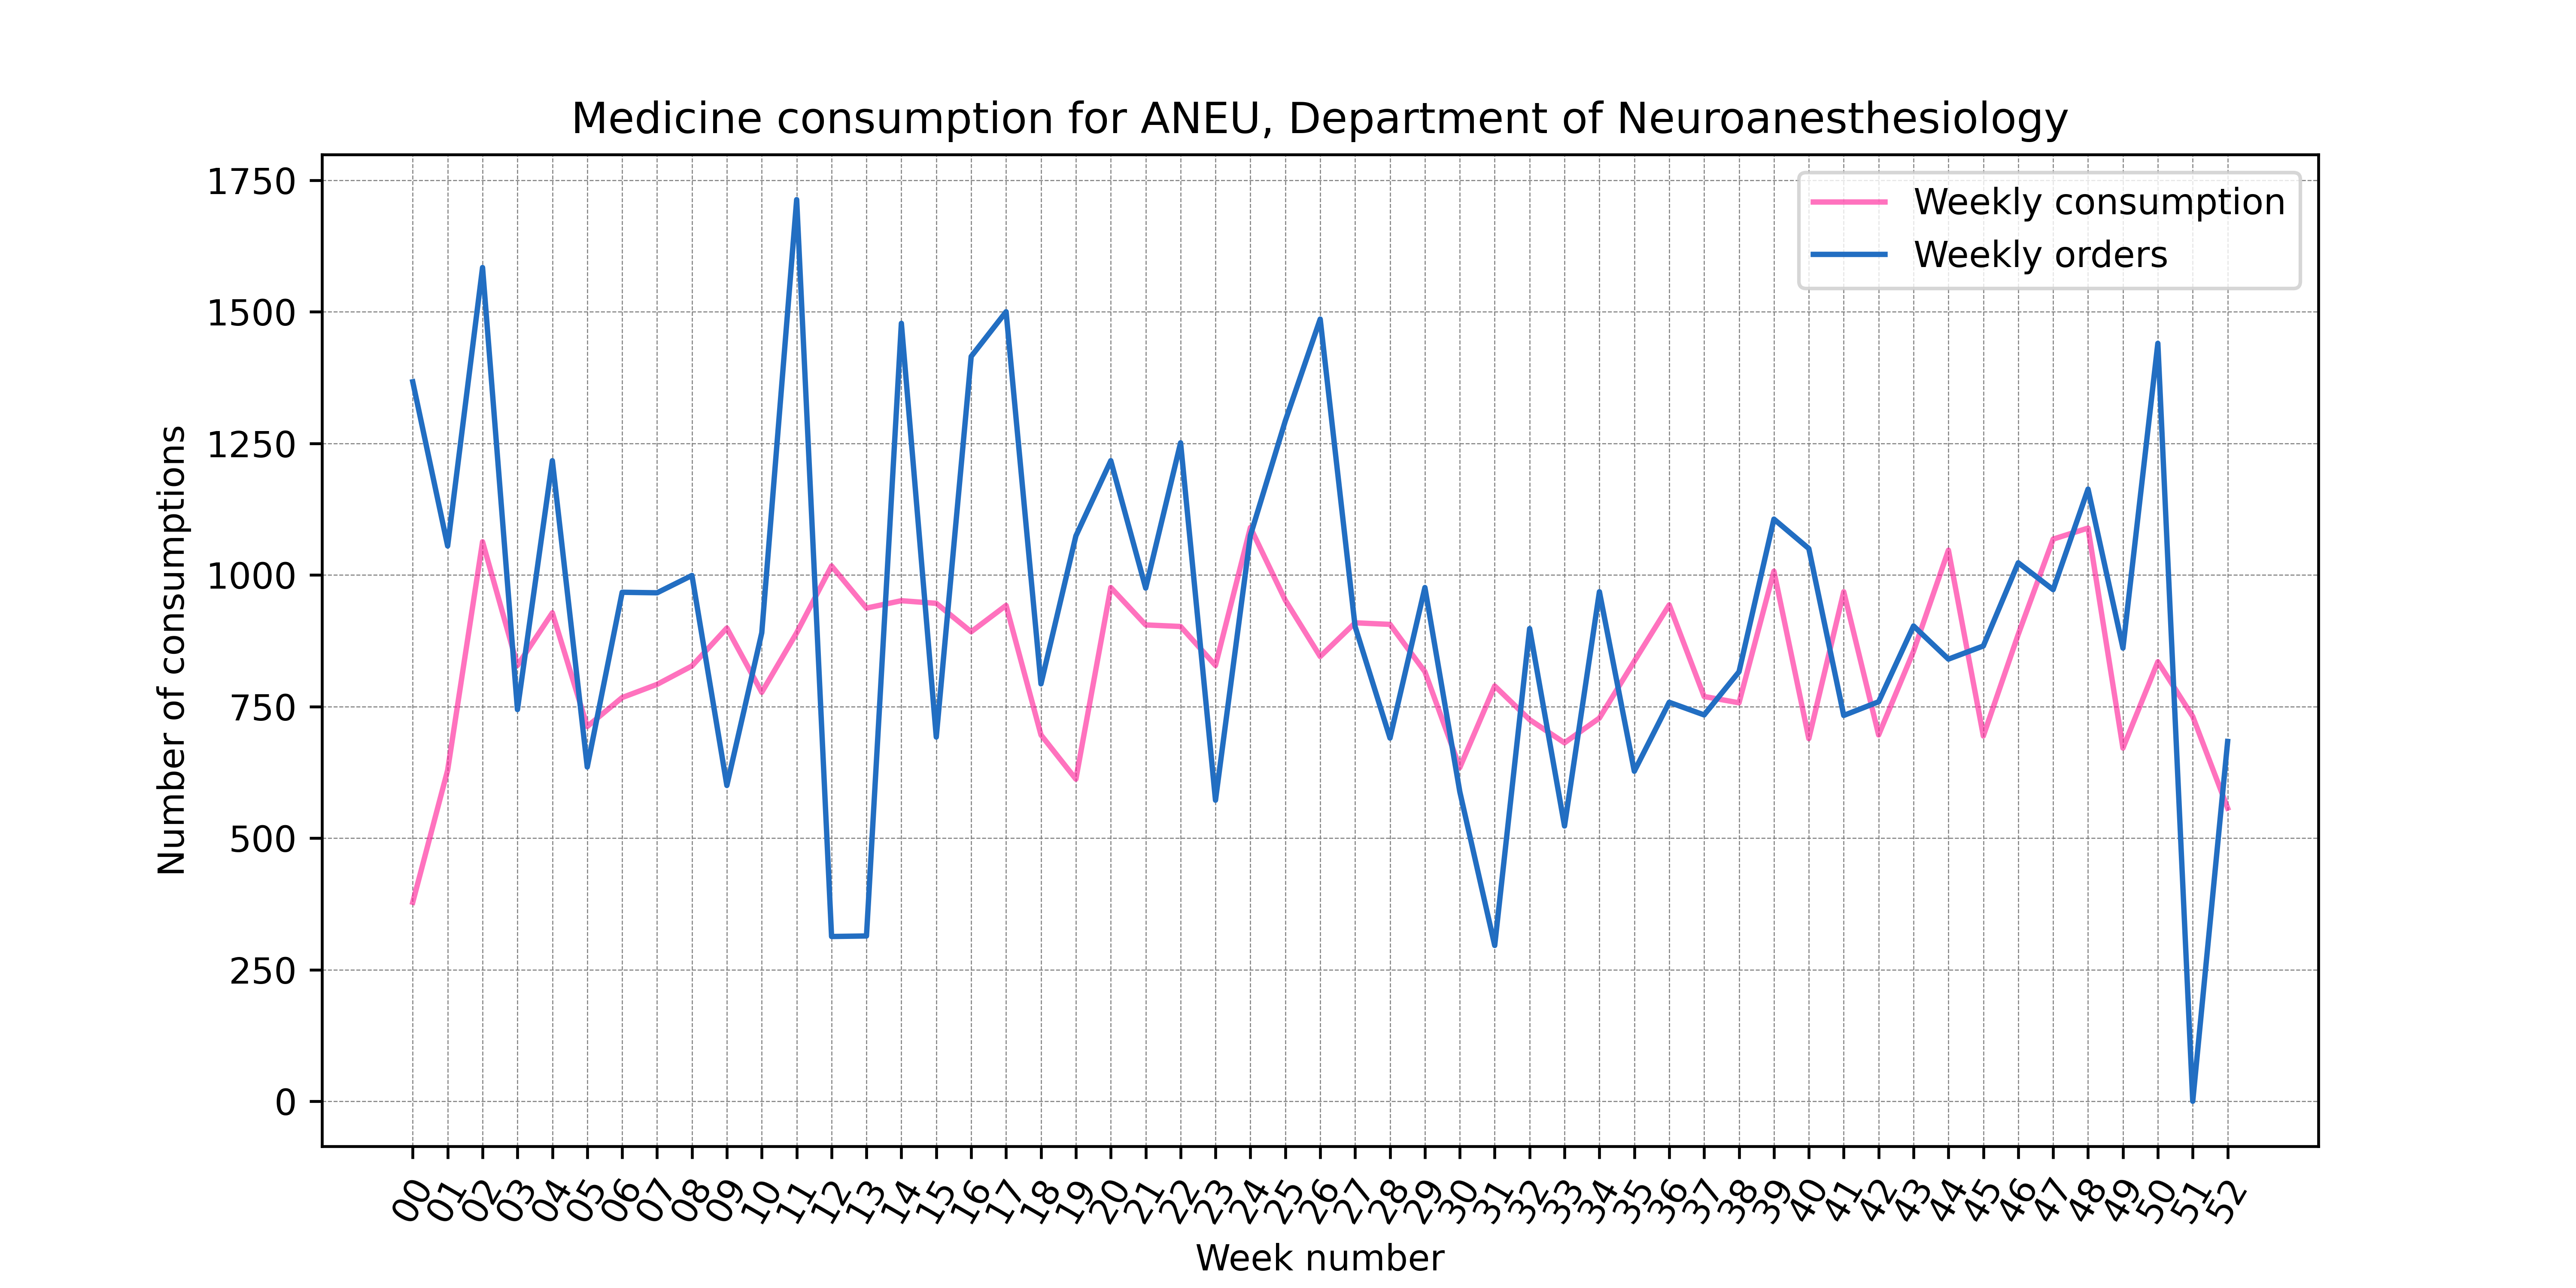 Medicine consumption for ANEU, Department of Neuroanesthesiology
Weekly consumption
Weekly orders
Number of consumptions
1750
1500
1250
1000
750
500
250
0
00 01 02 03 04 05 06 07 08 09 10 11 12 13 14 15 16 17 18 19 20 21 22 23 24 25 26 27 28 29 30 31 32 33 34 35 36 37 38 39 40 41 42 43 44 45 46 47 48 49 50 51 52
Week number